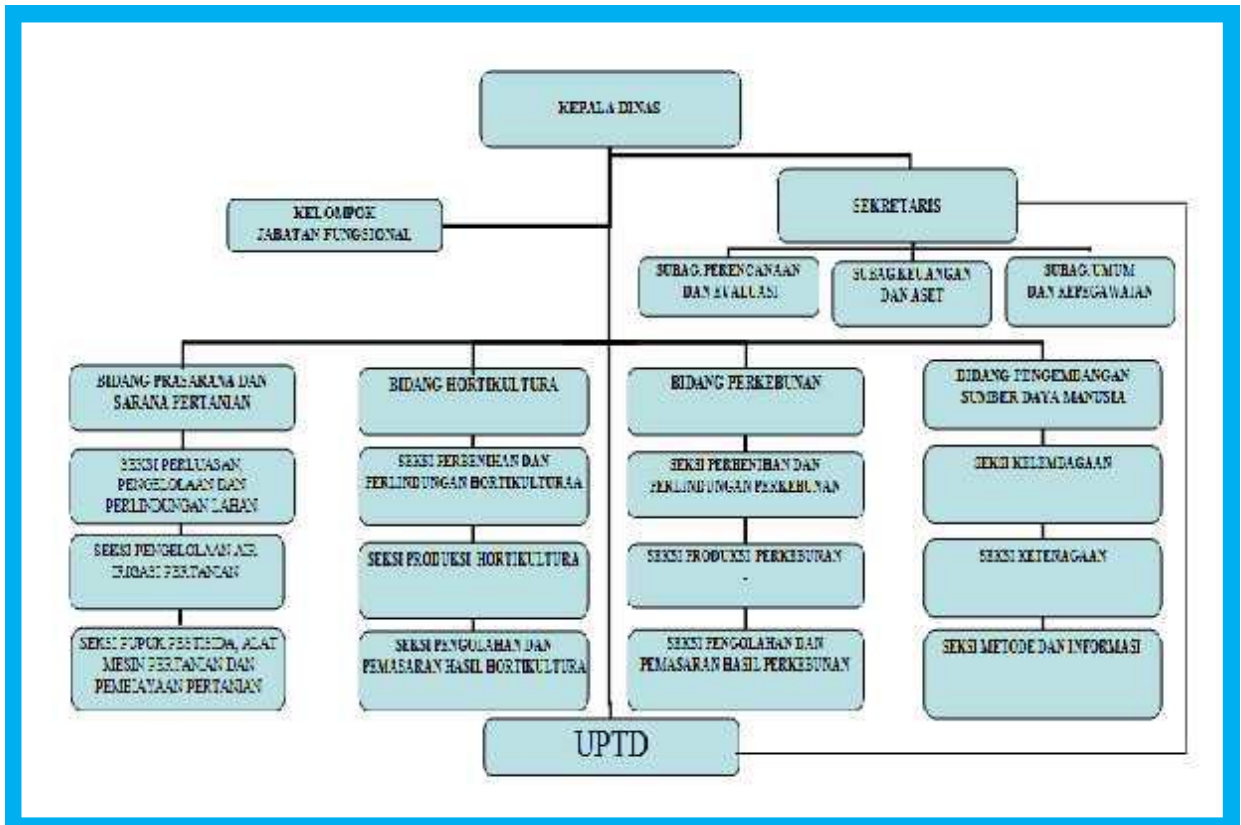 KEPALA DINAS
SEKRETARIS
KELOMPOK
JABATAN FUNGSIONAL
SUBAG. PERENCANAAN
DAN EVALUASI
SUBAG.KEUANGAN
DAN ASET
SUBAG. UMUM
DAN KEPEGAWAIAN
BIDANG PRASARANA DAN
SARANA PERTANIAN
BIDANG HORTIKULTURA
BIDANG PERKEBUNAN
BIDANG PENGEMBANGAN
SUMBER DAYA MANUSIA
SEKSI PERLUASAN,
PENGELOLAAN DAN
PERLINDUNGAN LAHAN
SEKSI PERBENIHAN DAN
PERLINDUNGAN HORTIKULTURAA
SEKSI PERBENIHAN DAN
PERLINDUNGAN PERKEBUNAN
SEKSI KELEMBAGAAN
SEKSI PENGELOLAAN AIR
IRIGASI PERTANIAN
SEKSI PRODUKSI HORTIKULTURA
SEKSI PRODUKSI PERKEBUNAN
-
SEKSI KETENAGAAN
SEKSI PUPUK PESTISIDA, ALAT
MESIN PERTANIAN DAN
PEMBIAYAAN PERTANIAN
SEKSI PENGOLAHAN DAN
PEMASARAN HASIL HORTIKULTURA
SEKSI PENGOLAHAN DAN
PEMASARAN HASIL PERKEBUNAN
SEKSI METODE DAN INFORMASI
UPTD